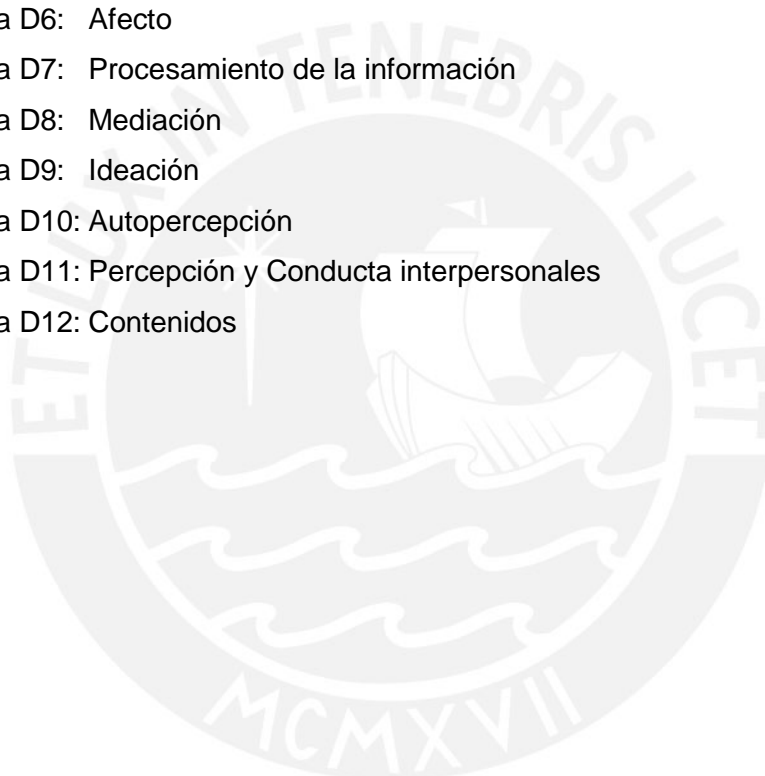 a D6: Afecto
a D7: Procesamiento de la información
a D8: Mediación
a D9: Ideación
a D10: Autopercepción
a D11: Percepción y Conducta interpersonales
a D12: Contenidos
ET LUX IN TENEBRIS LUCET
MCMXVII